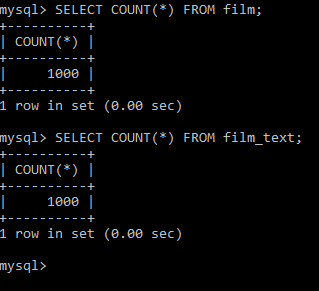 mysql> SELECT COUNT(*) FROM film;
+----------+
| COUNT(*) |
+----------+
|     1000 |
+----------+
1 row in set (0.00 sec)
mysql> SELECT COUNT(*) FROM film_text;
+----------+
| COUNT(*) |
+----------+
|     1000 |
+----------+
1 row in set (0.00 sec)
mysql>